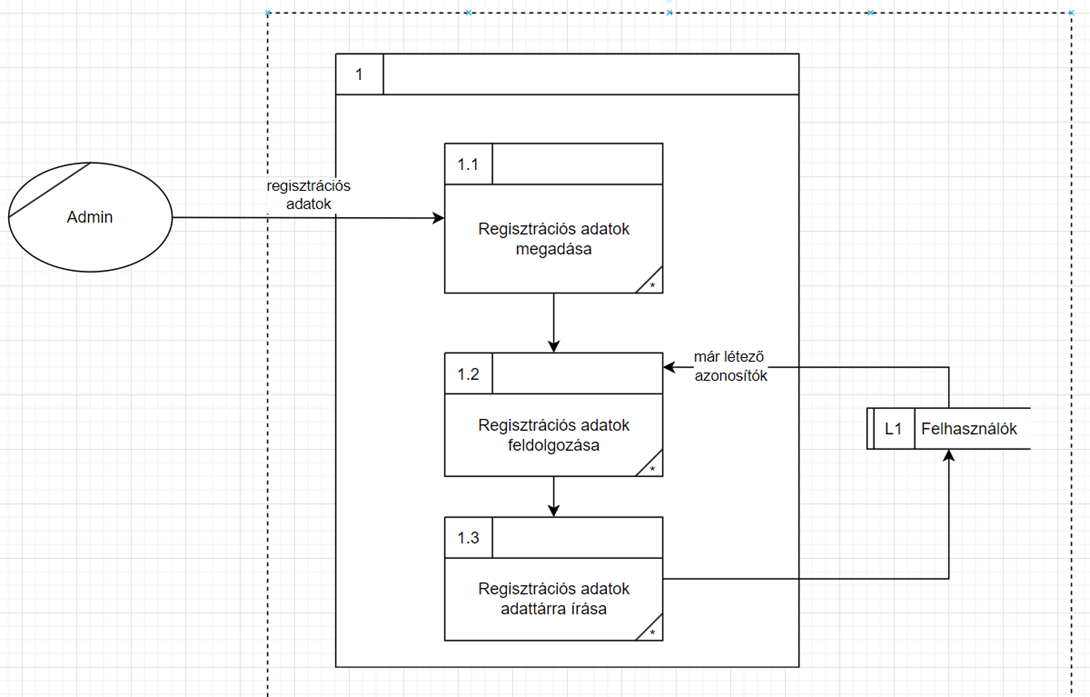 1
1.1
regisztrációs
adatok
Admin
Regisztrációs adatok
megadása
*
már létező
azonosítók
1.2
L1
Felhasználók
Regisztrációs adatok
feldolgozása
*
1.3
Regisztrációs adatok
adattárra írása
*